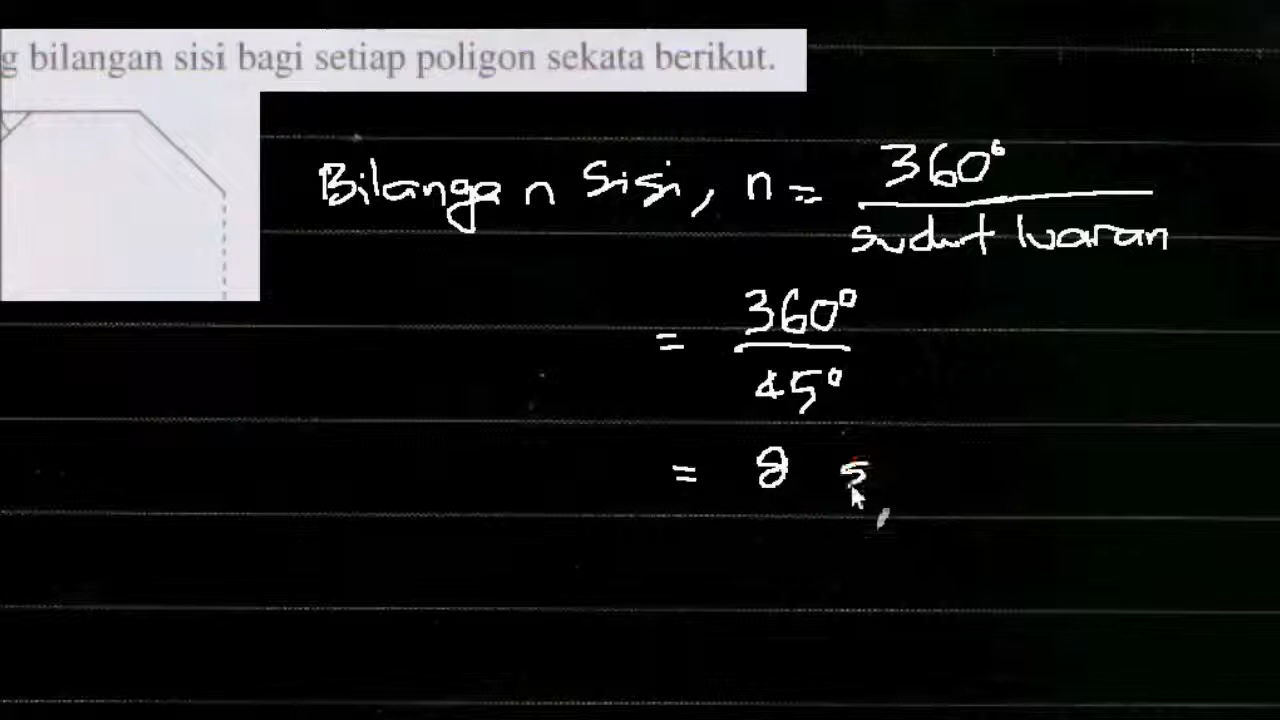 g bilangan sisi bagi setiap poligon sekata berikut.
Bilangan sisi, n = 360°
sudut luaran
= 360°
45°
= 8 s